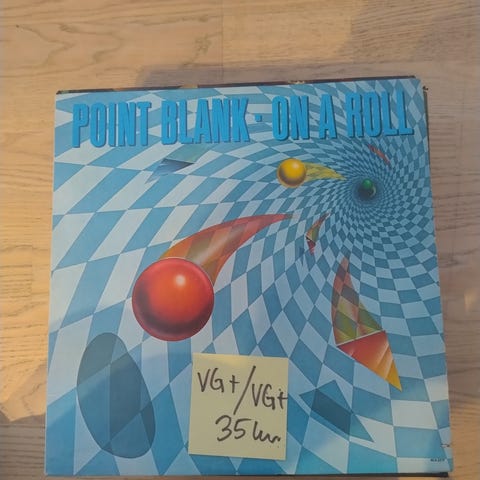 POINT BLANK • ON A ROLL
VG+/VG+
35 kr.